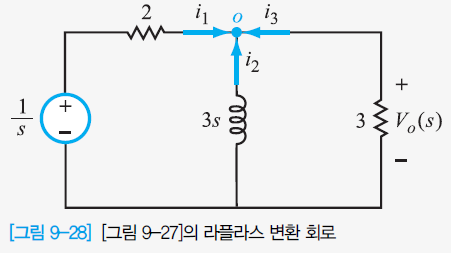 2 i₁ o i₃
i₂
+
1/s + −
3s
3 Vₒ(s)
−
[그림 9-28] [그림 9-27]의 라플라스 변환 회로